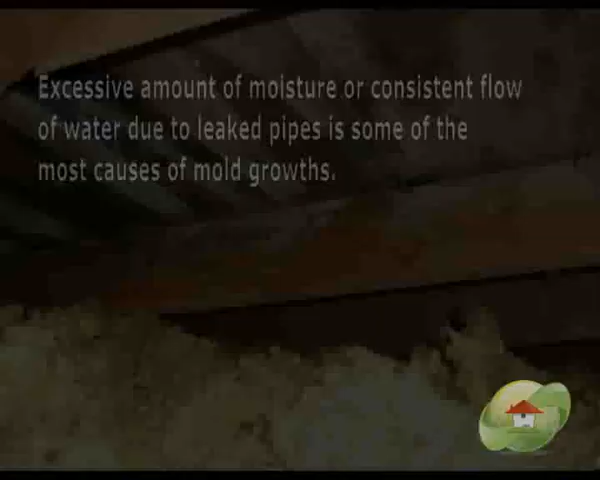 Excessive amount of moisture or consistent flow
of water due to leaked pipes is some of the
most causes of mold growths.